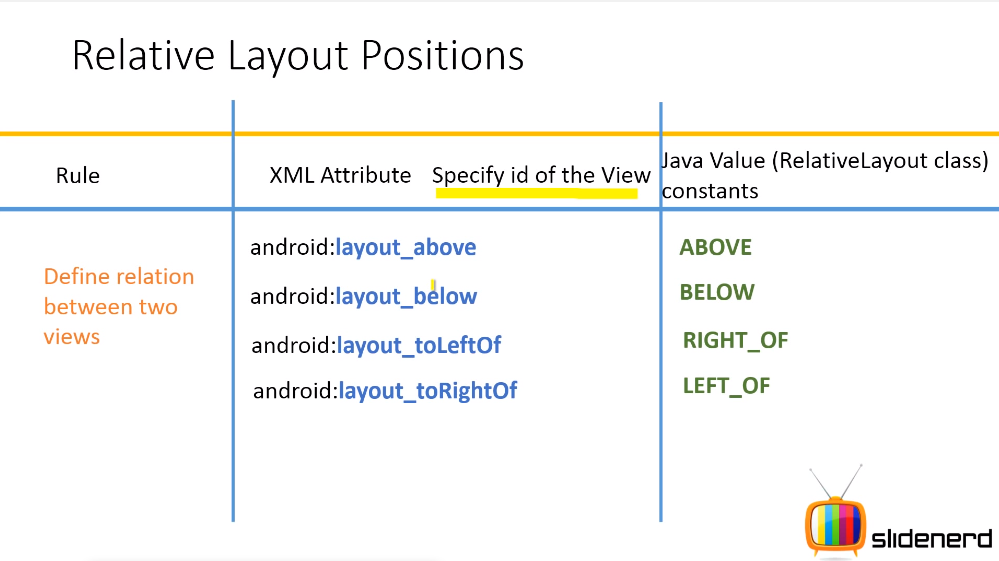 Relative Layout Positions
Rule
XML Attribute
Specify id of the View
Java Value (RelativeLayout class)
constants
Define relation
between two
views
android:layout_above
ABOVE
android:layout_below
BELOW
android:layout_toLeftOf
RIGHT_OF
android:layout_toRightOf
LEFT_OF
slidenerd